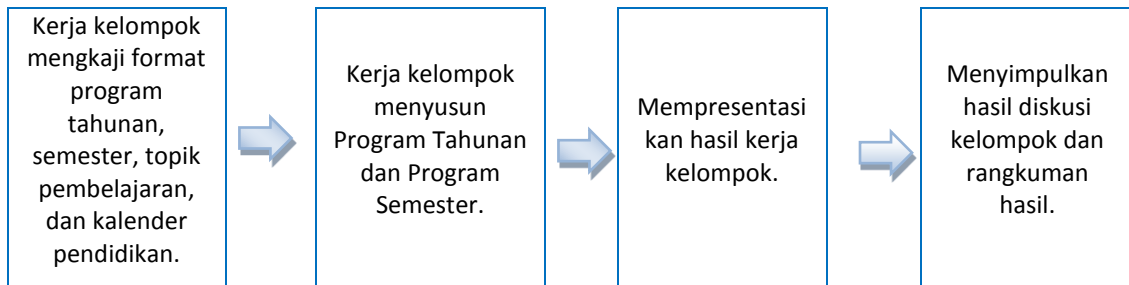 Kerja kelompok
mengkaji format
program
tahunan,
semester, topik
pembelajaran,
dan kalender
pendidikan.
Kerja kelompok
menyusun
Program Tahunan
dan Program
Semester.
Mempresentasi
kan hasil kerja
kelompok.
Menyimpulkan
hasil diskusi
kelompok dan
rangkuman
hasil.